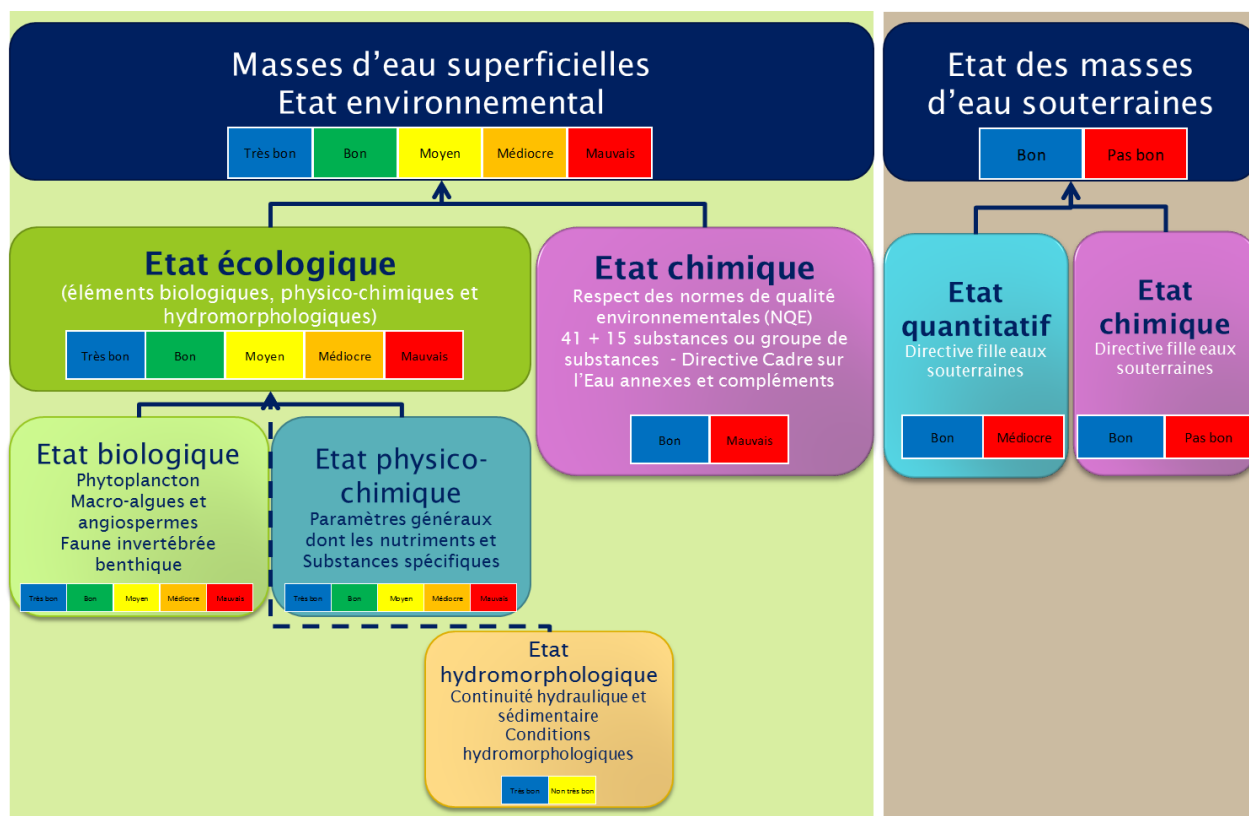 Masses d'eau superficielles
Etat environnemental
Très bon
Bon
Moyen
Médiocre
Mauvais
Etat écologique
(éléments biologiques, physico-chimiques et
hydromorphologiques)
Très bon
Bon
Moyen
Médiocre
Mauvais
Etat chimique
Respect des normes de qualité
environnementales (NQE)
41 + 15 substances ou groupe de
substances - Directive Cadre sur
l'Eau annexes et compléments
Bon
Mauvais
Etat biologique
Phytoplancton
Macro-algues et
angiospermes
Faune invertébrée
benthique
Très bon
Bon
Moyen
Médiocre
Mauvais
Etat physico-
chimique
Paramètres généraux
dont les nutriments et
Substances spécifiques
Très bon
Bon
Moyen
Médiocre
Mauvais
Etat
hydromorphologique
Continuité hydraulique et
sédimentaire
Conditions
hydromorphologiques
Très bon
Non très bon
Etat des masses
d'eau souterraines
Bon
Pas bon
Etat
quantitatif
Directive fille eaux
souterraines
Bon
Médiocre
Etat
chimique
Directive fille eaux
souterraines
Bon
Pas bon